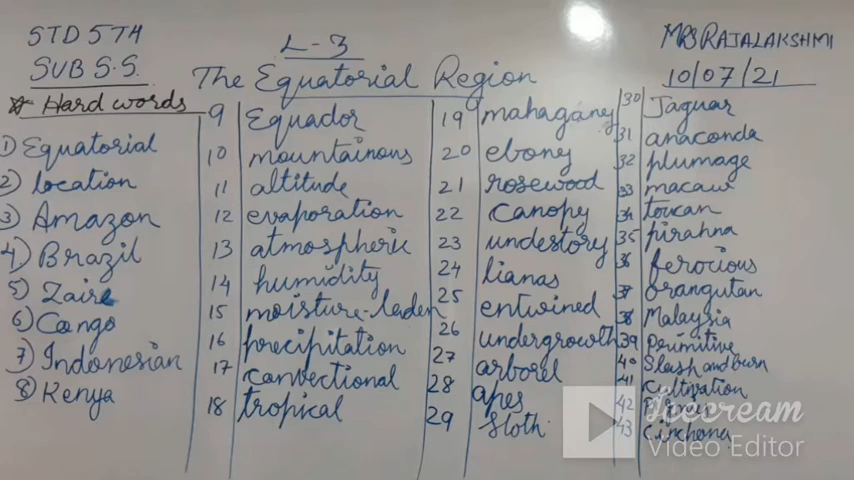 STD 5TH
SUB S.S.
L-3
The Equatorial Region
MRS RAJALAKSHMI
10/07/21
* Hard words
1) Equatorial
2) location
3) Amazon
4) Brazil
5) Zaire
6) Congo
7) Indonesian
8) Kenya
9 Equador
10 mountainous
11 altitude
12 evaporation
13 atmospheric
14 humidity
15 moisture-laden
16 precipitation
17 convectional
18 tropical
19 mahagany
20 ebony
21 rosewood
22 canopy
23 undestory
24 lianas
25 entwined
26 undergrowth
27 arborel
28 apes
29 sloth
30 Jaguar
31 anaconda
32 plumage
33 macaw
34 toucan
35 pirahna
36 ferocious
37 orangutan
38 Malaysia
39 primitive
40 Slash and burn
41 cultivation
42
43 cinchona
Icecream
Video Editor